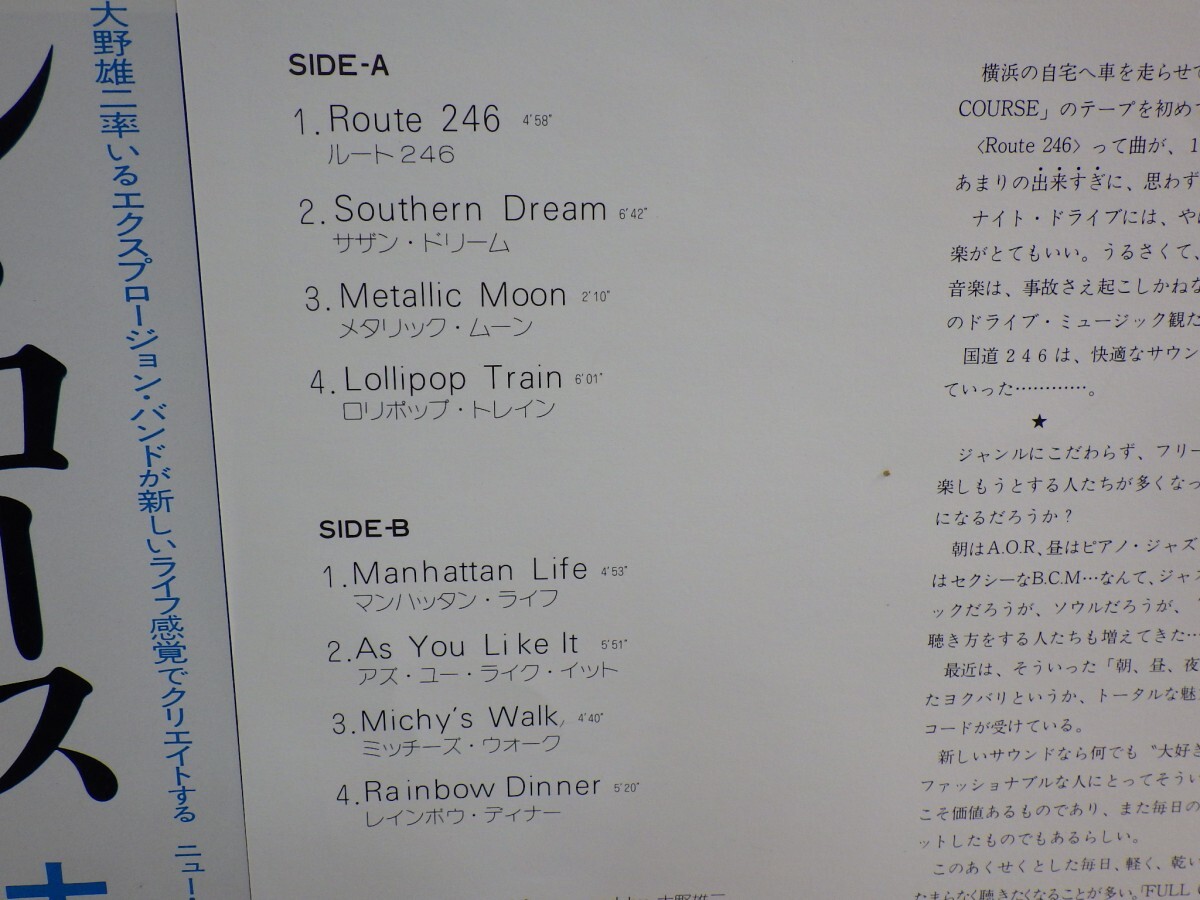 大野雄二率いるエクスプロージョン・バンドが新しいライフ感覚でクリエイトする ニュー
ース
SIDE-A
1. Route 246 4'58"
ルート246
2. Southern Dream 6'42"
サザン・ドリーム
3. Metallic Moon 2'10"
メタリック・ムーン
4. Lollipop Train 6'01"
ロリポップ・トレイン
SIDE-B
1. Manhattan Life 4'53"
マンハッタン・ライフ
2. As You Like It 5'51"
アズ・ユー・ライク・イット
3. Michy's Walk 4'40"
ミッチーズ・ウォーク
4. Rainbow Dinner 5'20"
レインボウ・ディナー
横浜の自宅へ車を走らせて
COURSE」のテープを初めて
〈Route 246〉って曲が、1
あまりの出来すぎに、思わず
ナイト・ドライブには、やは
楽がとてもいい。うるさくて、
音楽は、事故さえ起こしかねな
のドライブ・ミュージック観た
国道246は、快適なサウン
ていった…………。
★
ジャンルにこだわらず、フリー
楽しもうとする人たちが多くなっ
になるだろうか？
朝はA.O.R、昼はピアノ・ジャズ
はセクシーなB.C.M…なんて、ジャズ
ックだろうが、ソウルだろうが、
聴き方をする人たちも増えてきた…
最近は、そういった「朝、昼、夜
たヨクバリというか、トータルな魅
コードが受けている。
新しいサウンドなら何でも〝大好き
ファッショナブルな人にとってそうい
こそ価値あるものであり、また毎日の
ットしたものでもあるらしい。
このあくせくとした毎日、軽く、乾い
たまらなく聴きたくなることが多い。「FULL
大野雄二